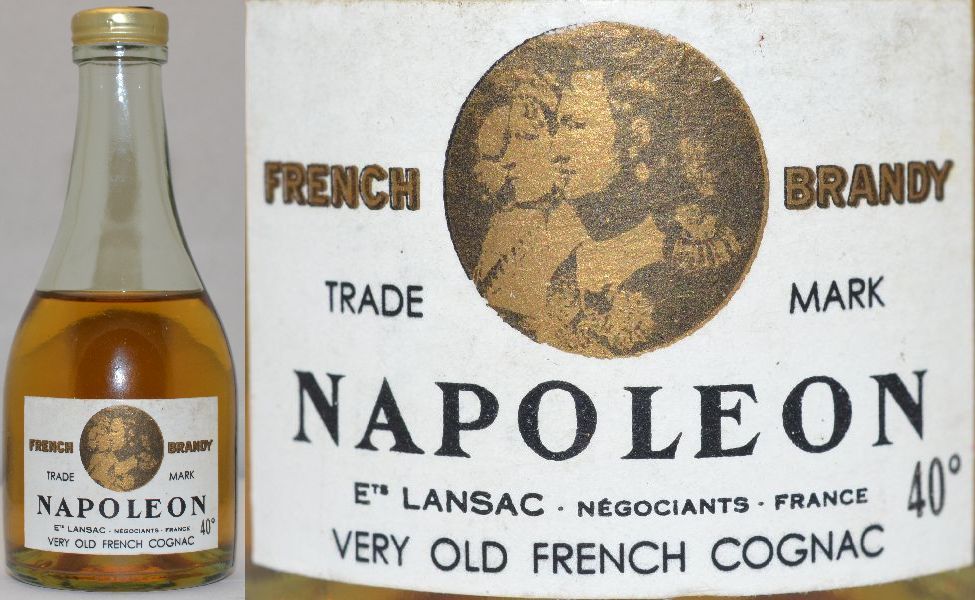 FRENCH BRANDY
TRADE MARK
NAPOLEON
ETS LANSAC · NÉGOCIANTS · FRANCE 40°
VERY OLD FRENCH COGNAC
FRENCH BRANDY
TRADE MARK
NAPOLEON
ETS LANSAC · NÉGOCIANTS · FRANCE 40°
VERY OLD FRENCH COGNAC